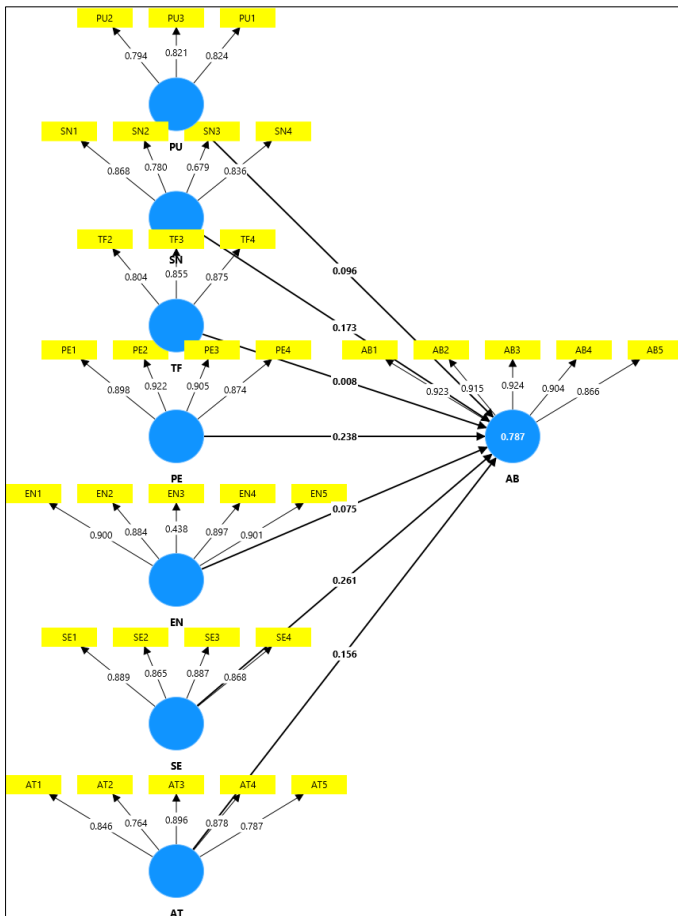 PU2 PU3 PU1
0.794 0.821 0.824
PU
SN1 SN2 SN3 SN4
0.868 0.780 0.679 0.836
SN
TF2 TF3 TF4
0.804 0.855 0.875
TF
PE1 PE2 PE3 PE4
0.898 0.922 0.905 0.874
PE
EN1 EN2 EN3 EN4 EN5
0.900 0.884 0.438 0.897 0.901
EN
SE1 SE2 SE3 SE4
0.889 0.865 0.887 0.868
SE
AT1 AT2 AT3 AT4 AT5
0.846 0.764 0.896 0.878 0.787
AT
0.096
0.173
0.008
0.238
0.075
0.261
0.156
AB1 AB2 AB3 AB4 AB5
0.923 0.915 0.924 0.904 0.866
0.787
AB